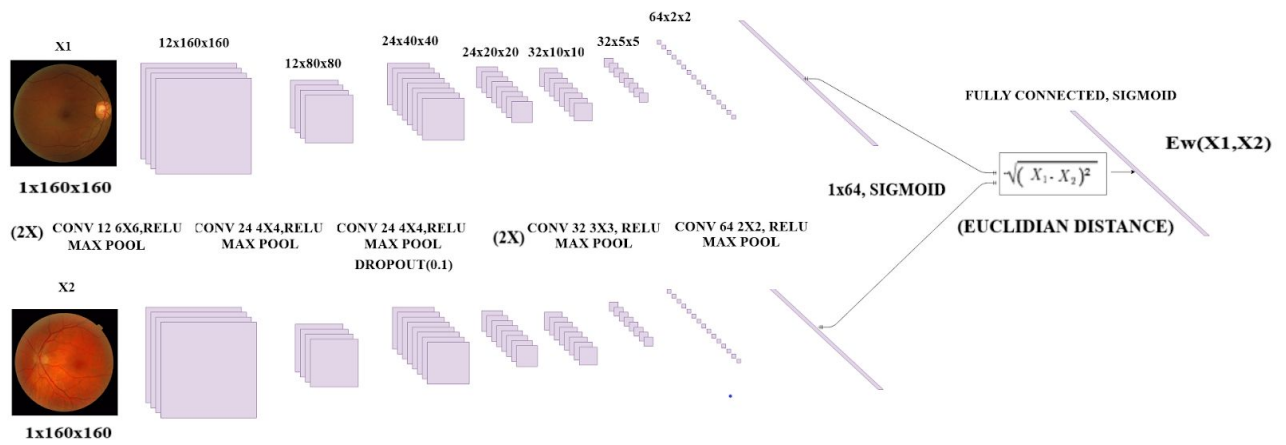 64x2x2
X1
12x160x160
24x40x40
24x20x20
32x10x10
32x5x5
12x80x80
FULLY CONNECTED, SIGMOID
Ew(X1,X2)
1x160x160
1x64, SIGMOID
√( X₁ - X₂ )²
(EUCLIDIAN DISTANCE)
(2X)
CONV 12 6X6,RELU
MAX POOL
CONV 24 4X4,RELU
MAX POOL
CONV 24 4X4,RELU
MAX POOL
DROPOUT(0.1)
(2X)
CONV 32 3X3, RELU
MAX POOL
CONV 64 2X2, RELU
MAX POOL
X2
1x160x160